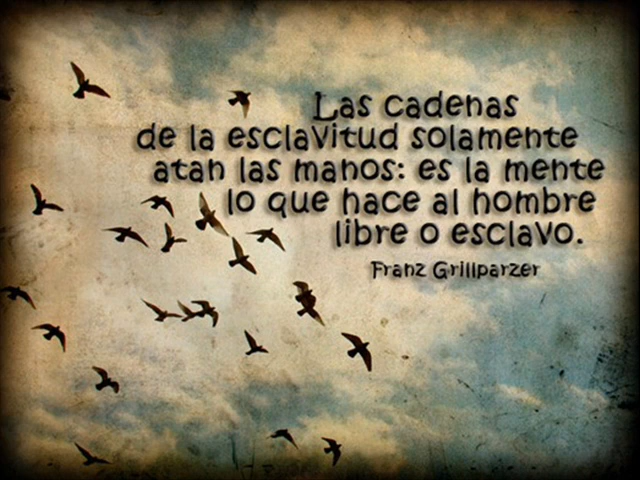 Las cadenas
de la esclavitud solamente
atan las manos: es la mente
lo que hace al hombre
libre o esclavo.
Franz Grillparzer